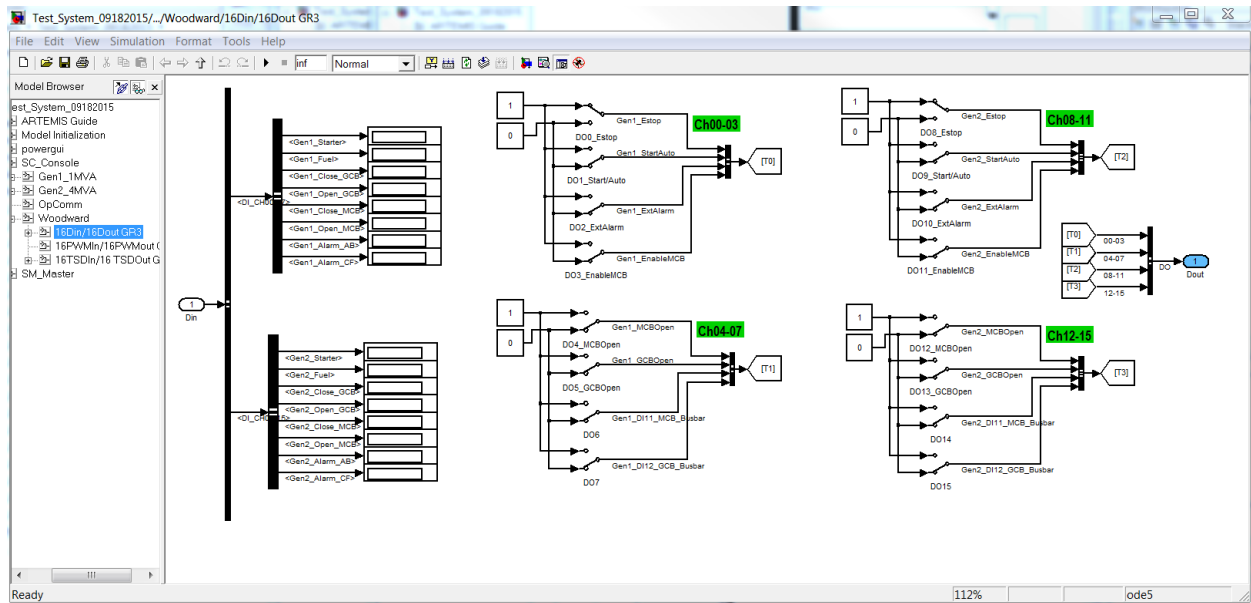 Test_System_09182015/.../Woodward/16Din/16Dout GR3
File Edit View Simulation Format Tools Help
inf Normal
Model Browser
est_System_09182015
ARTEMIS Guide
Model Initialization
powergui
SC_Console
Gen1_1MVA
Gen2_4MVA
OpComm
Woodward
16Din/16Dout GR3
16PWMIn/16PWMout (
16TSDIn/16 TSDOut G
SM_Master
1
Din
<DI_CH0
<Gen1_Starter>
<Gen1_Fuel>
<Gen1_Close_GCB>
<Gen1_Open_GCB>
<Gen1_Close_MCB>
<Gen1_Open_MCB>
<Gen1_Alarm_AB>
<Gen1_Alarm_CF>
<DI_CH0
<Gen2_Starter>
<Gen2_Fuel>
<Gen2_Close_GCB>
<Gen2_Open_GCB>
<Gen2_Close_MCB>
<Gen2_Open_MCB>
<Gen2_Alarm_AB>
<Gen2_Alarm_CF>
1
0
Gen1_Estop
DO0_Estop
Gen1_StartAuto
DO1_Start/Auto
Gen1_ExtAlarm
DO2_ExtAlarm
Gen1_EnableMCB
DO3_EnableMCB
Ch00-03
[T0]
1
0
Gen1_MCBOpen
DO4_MCBOpen
Gen1_GCBOpen
DO5_GCBOpen
Gen1_DI11_MCB_Busbar
DO6
Gen1_DI12_GCB_Busbar
DO7
Ch04-07
[T1]
1
0
Gen2_Estop
DO8_Estop
Gen2_StartAuto
DO9_Start/Auto
Gen2_ExtAlarm
DO10_ExtAlarm
Gen2_EnableMCB
DO11_EnableMCB
Ch08-11
[T2]
1
0
Gen2_MCBOpen
DO12_MCBOpen
Gen2_GCBOpen
DO13_GCBOpen
Gen2_DI11_MCB_Busbar
DO14
Gen2_DI12_GCB_Busbar
DO15
Ch12-15
[T3]
[T0] 00-03
[T1] 04-07
[T2] 08-11
[T3] 12-15
DO
1
Dout
Ready 112% ode5